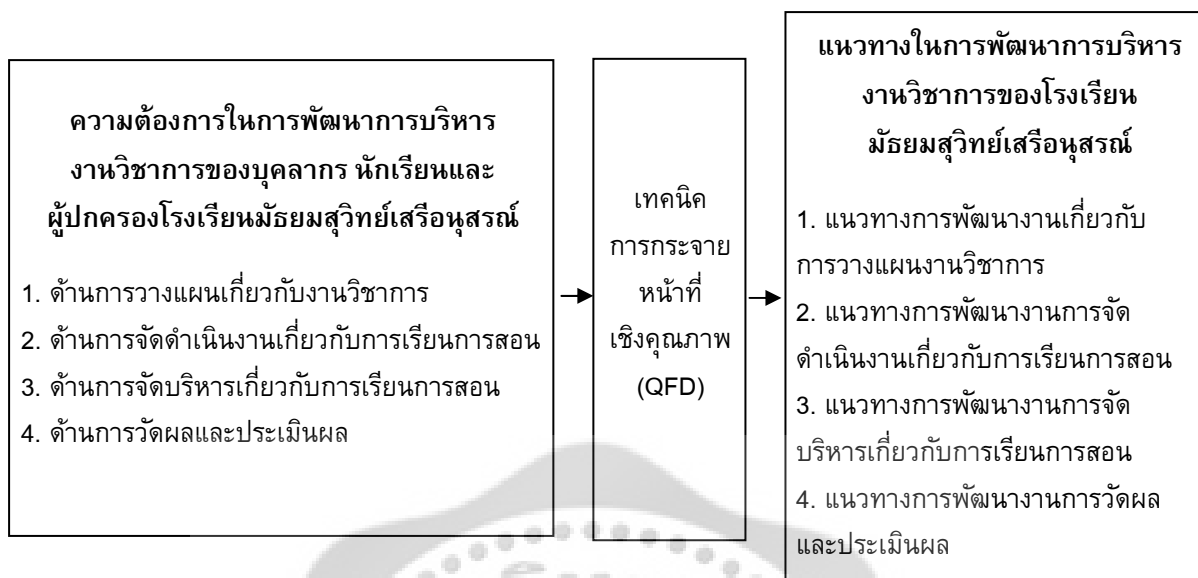 ความต้องการในการพัฒนาการบริหาร
งานวิชาการของบุคลากร นักเรียนและ
ผู้ปกครองโรงเรียนมัธยมสุวิทย์เสรีอนุสรณ์
1. ด้านการวางแผนเกี่ยวกับงานวิชาการ
2. ด้านการจัดดำเนินงานเกี่ยวกับการเรียนการสอน
3. ด้านการจัดบริหารเกี่ยวกับการเรียนการสอน
4. ด้านการวัดผลและประเมินผล
เทคนิค
การกระจาย
หน้าที่
เชิงคุณภาพ
(QFD)
แนวทางในการพัฒนาการบริหาร
งานวิชาการของโรงเรียน
มัธยมสุวิทย์เสรีอนุสรณ์
1. แนวทางการพัฒนางานเกี่ยวกับ
การวางแผนงานวิชาการ
2. แนวทางการพัฒนางานการจัด
ดำเนินงานเกี่ยวกับการเรียนการสอน
3. แนวทางการพัฒนางานการจัด
บริหารเกี่ยวกับการเรียนการสอน
4. แนวทางการพัฒนางานการวัดผล
และประเมินผล